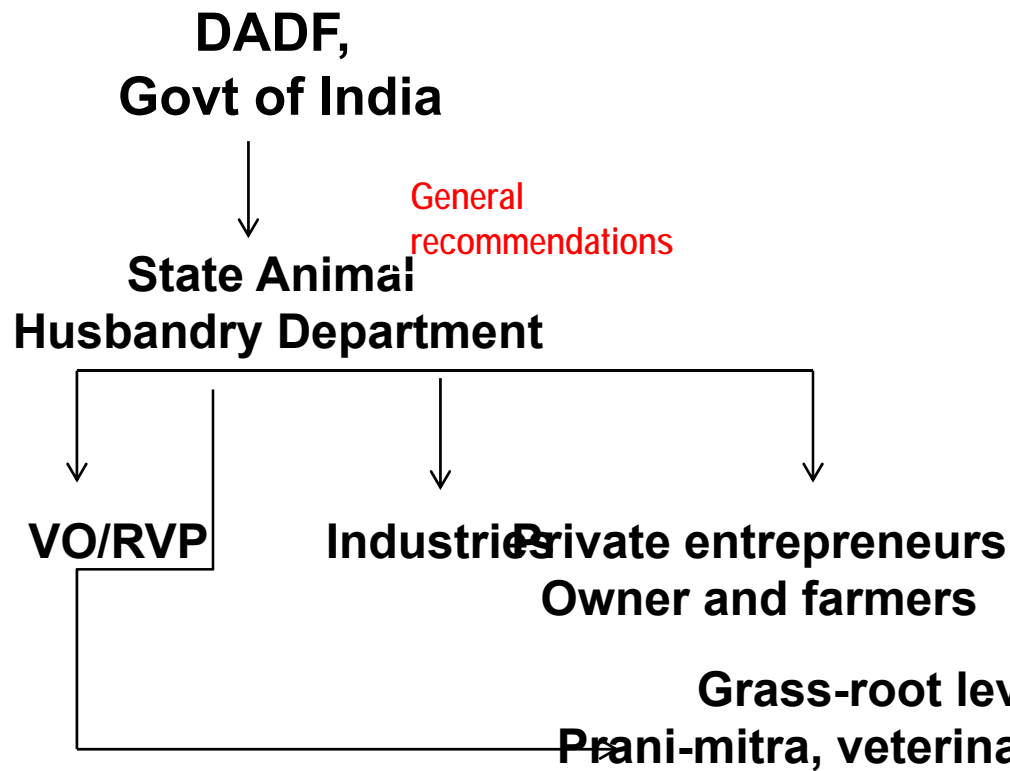 DADF,
Govt of India
General
recommendations
State Animal
Husbandry Department
VO/RVP
Industries
Private entrepreneurs
Owner and farmers
Grass-root lev
Prani-mitra, veterina